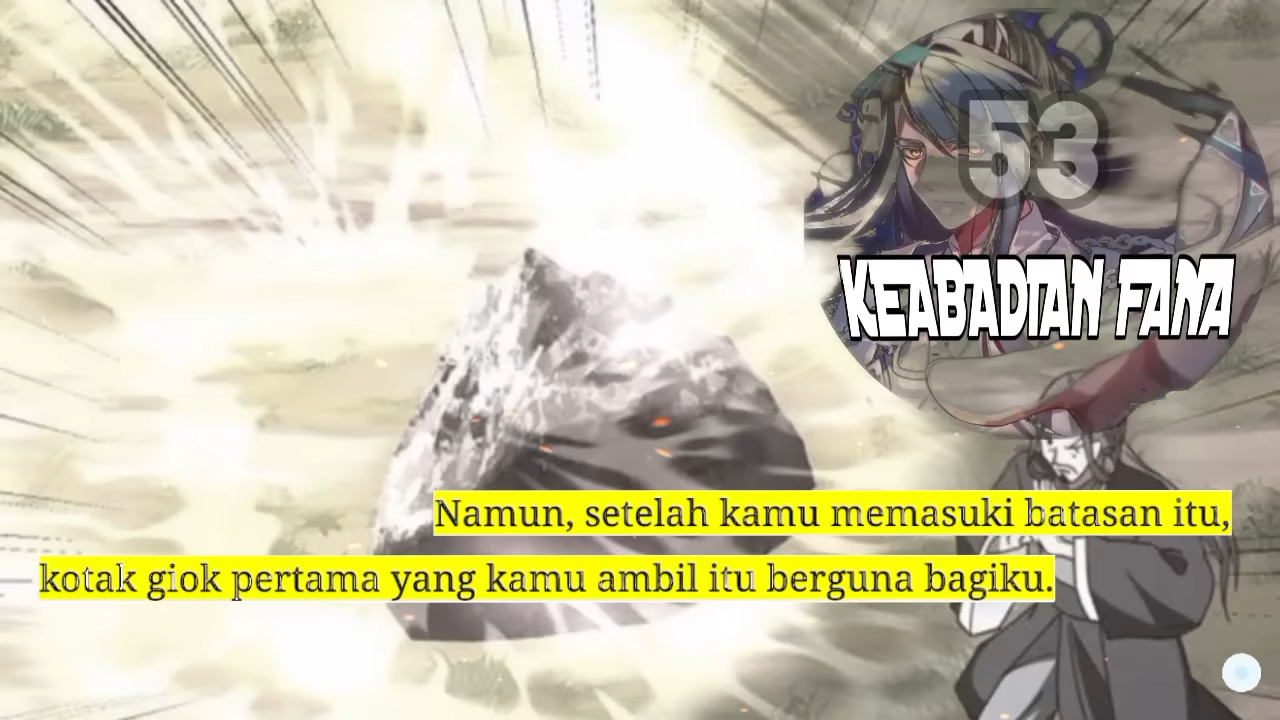 53
KEABADIAN FANA
Namun, setelah kamu memasuki batasan itu,
kotak giok pertama yang kamu ambil itu berguna bagiku.